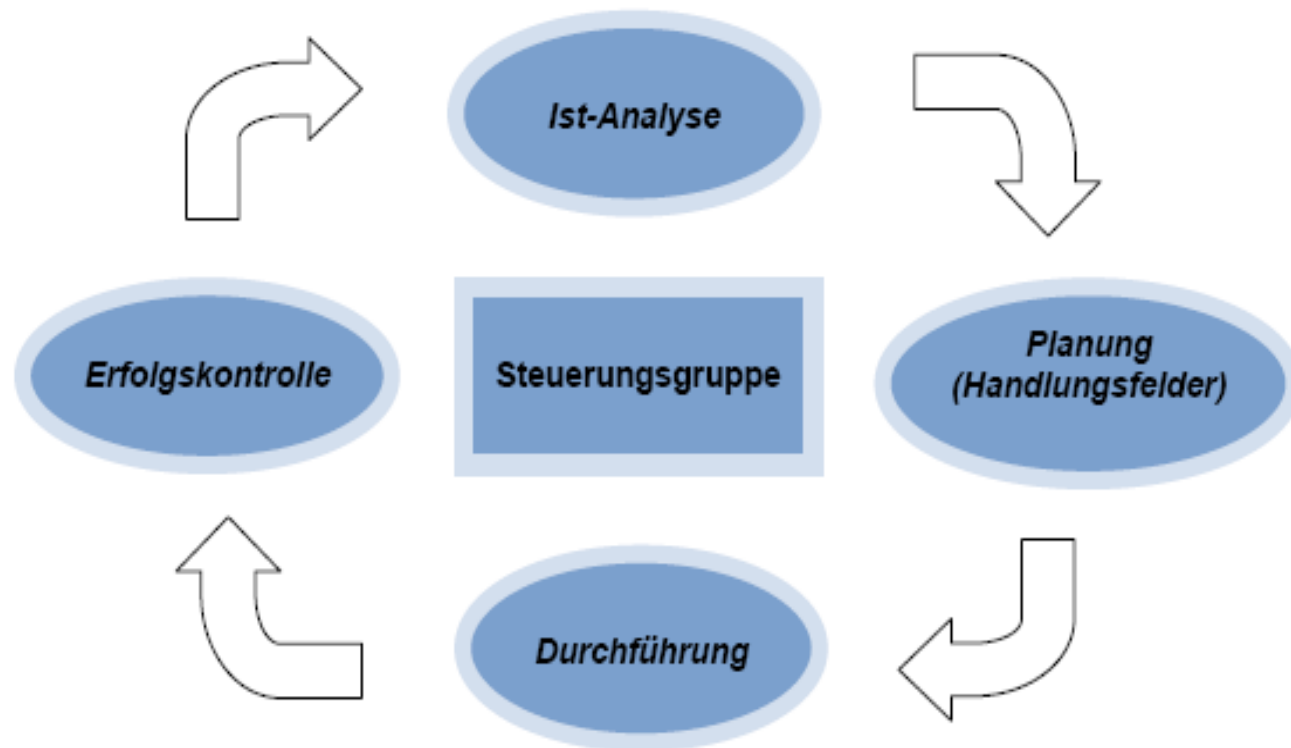 Ist-Analyse
Erfolgskontrolle
Steuerungsgruppe
Planung
(Handlungsfelder)
Durchführung